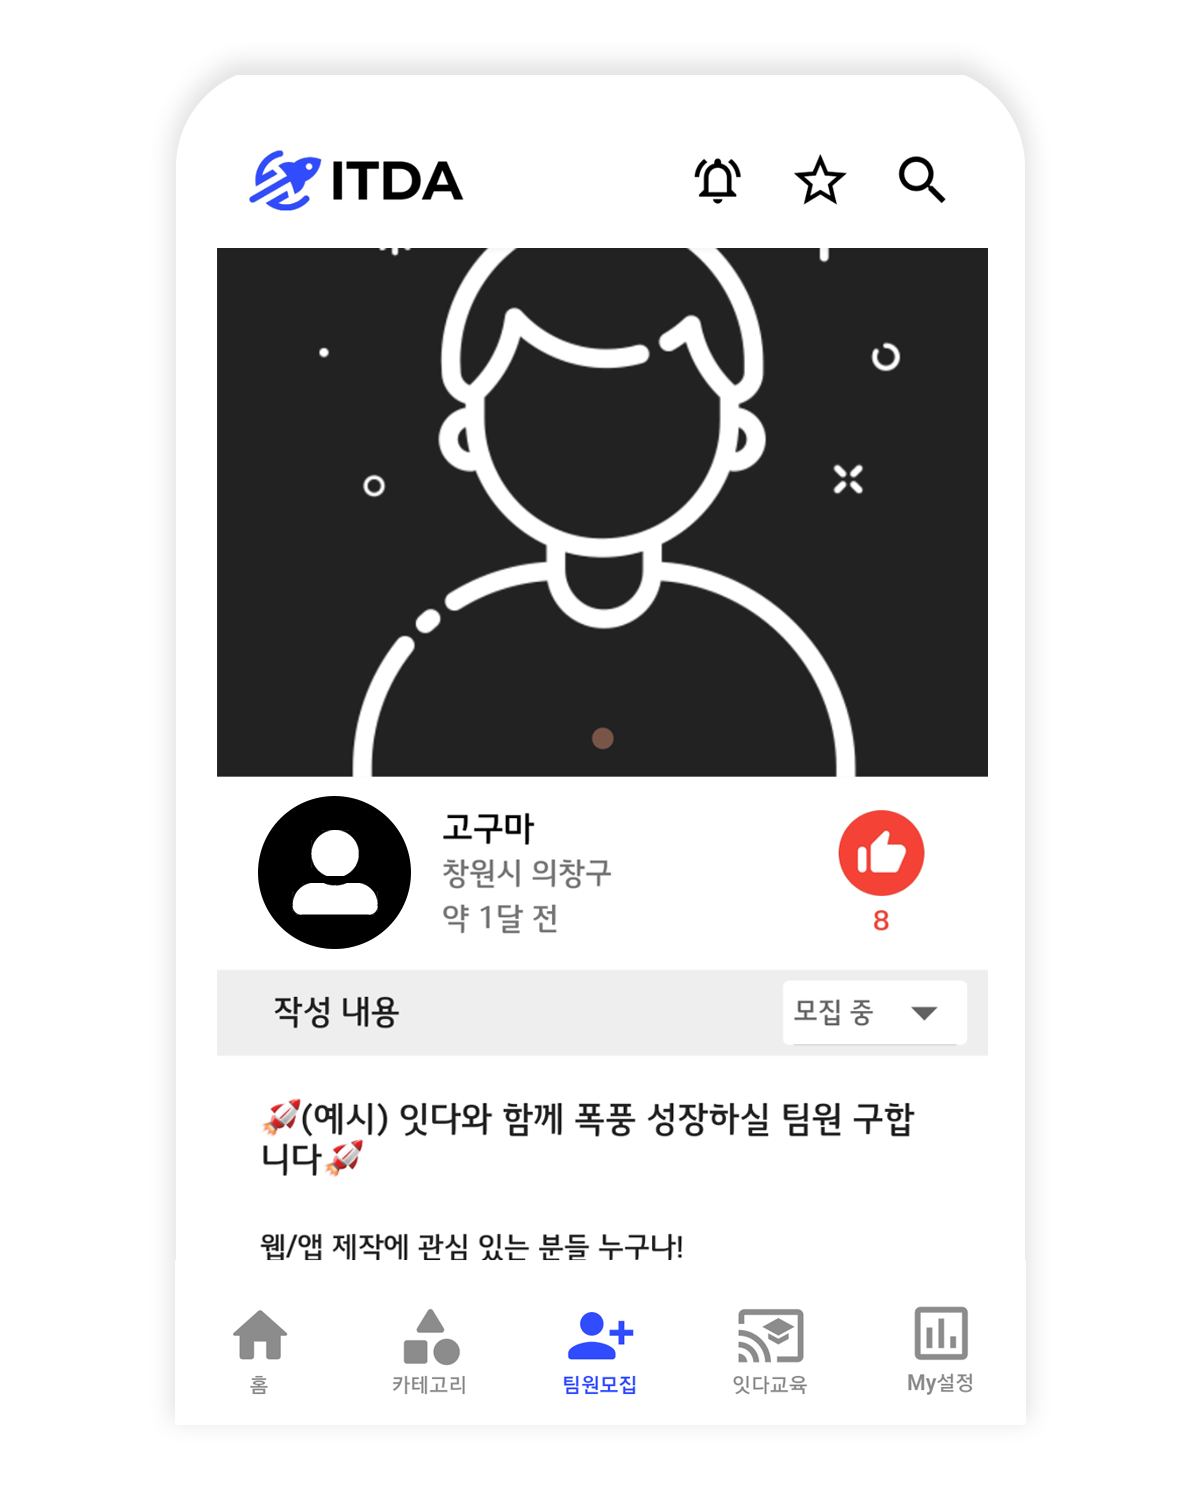 ITDA
고구마
창원시 의창구
약 1달 전
8
작성 내용
모집 중
🚀(예시) 잇다와 함께 폭풍 성장하실 팀원 구합
니다🚀
웹/앱 제작에 관심 있는 분들 누구나!
홈
카테고리
팀원모집
잇다교육
My설정